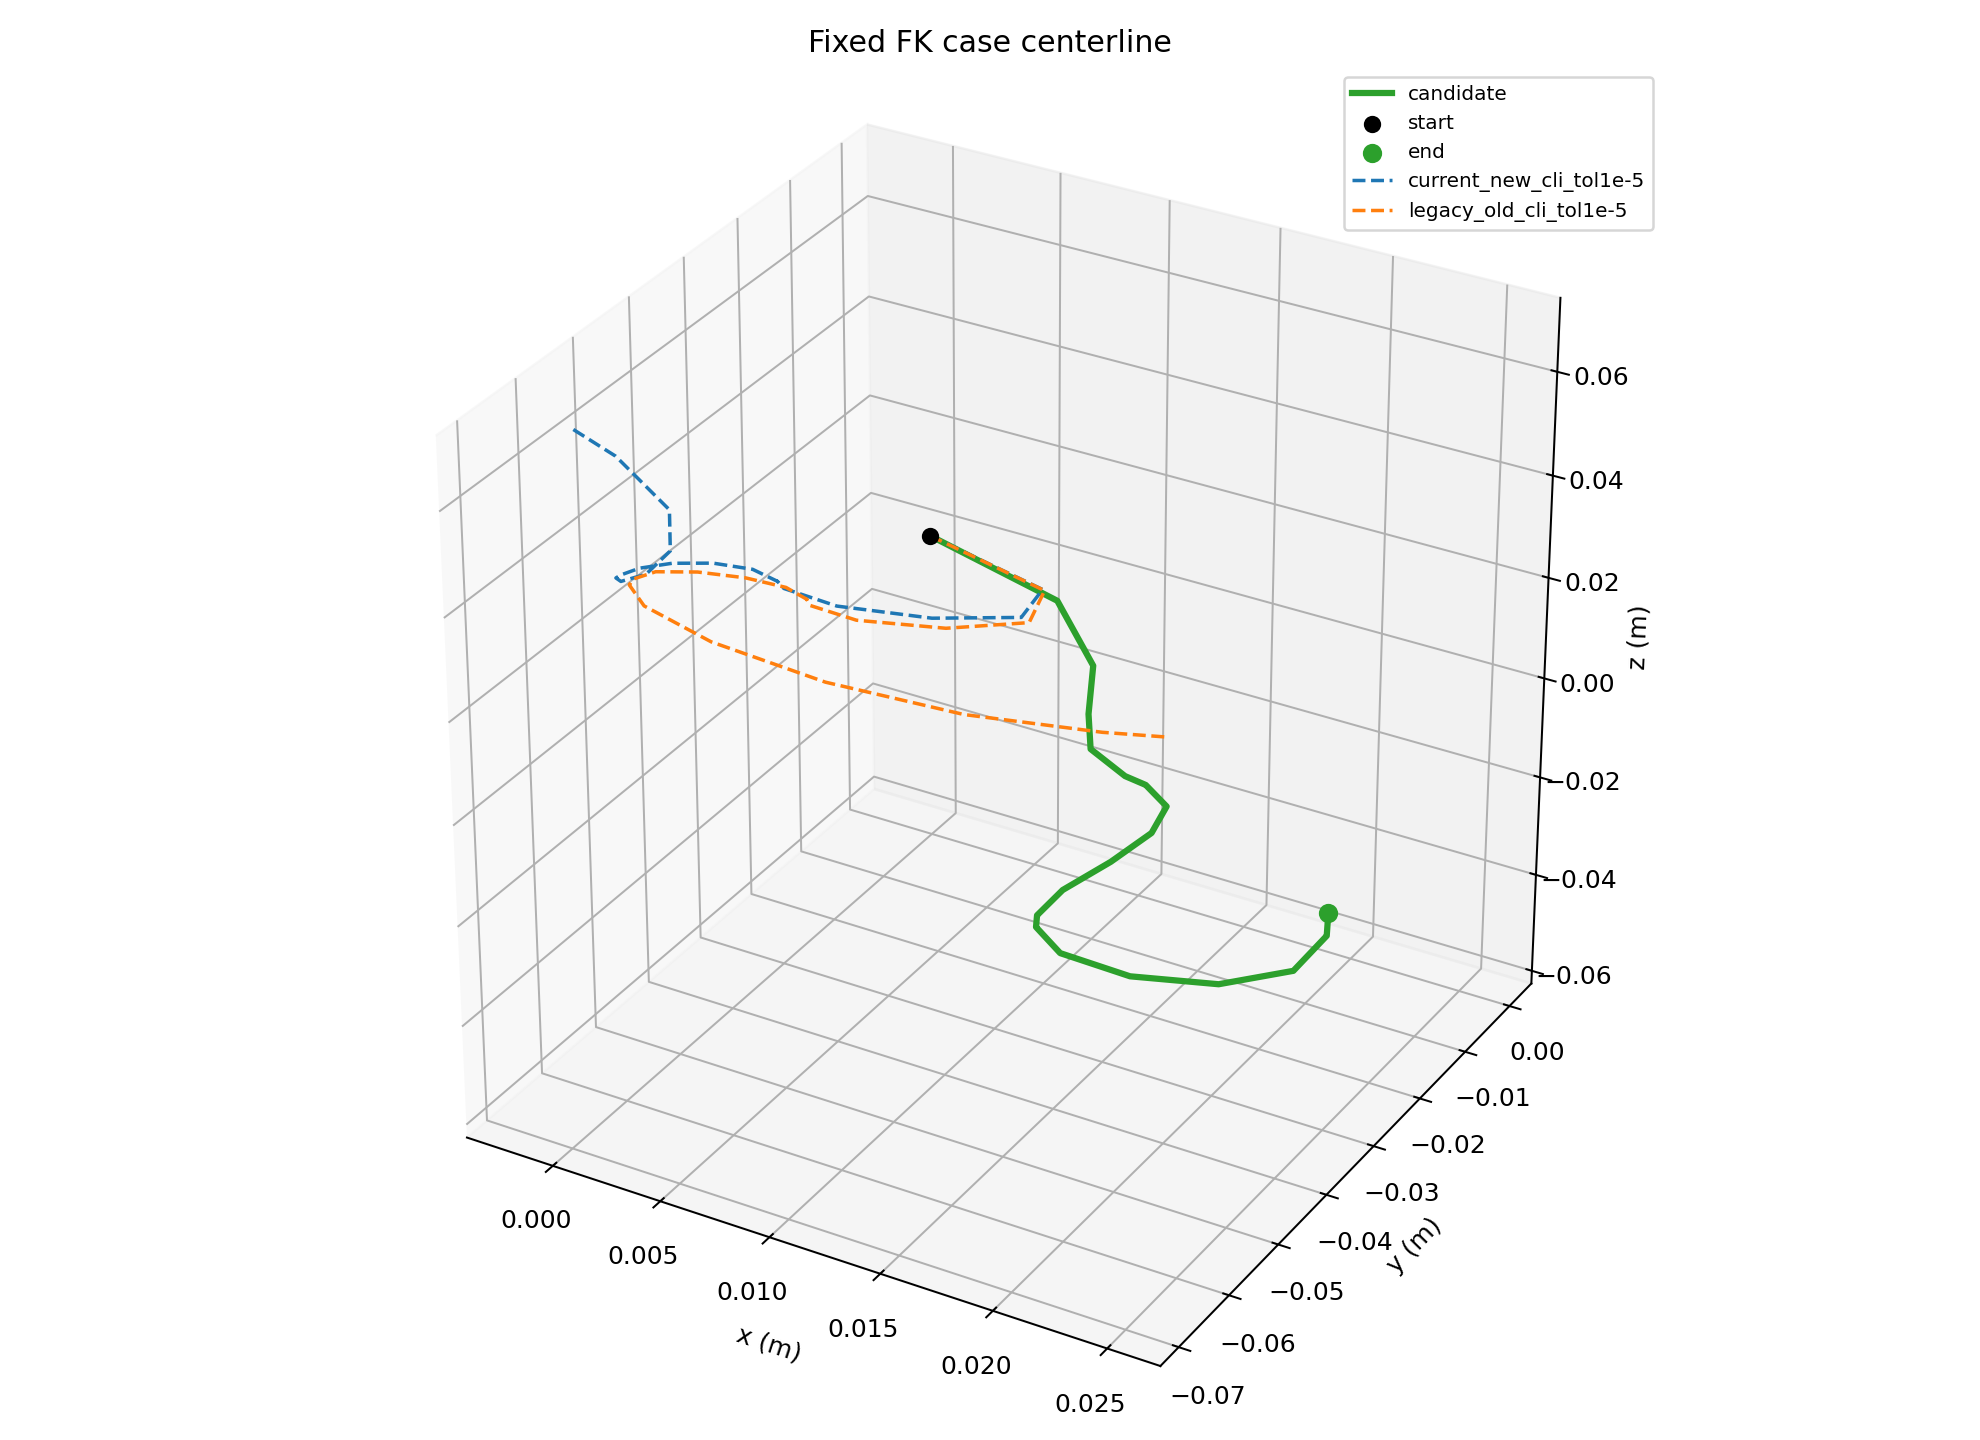 Fixed FK case centerline
candidate
start
end
current_new_cli_tol1e-5
legacy_old_cli_tol1e-5
0.06
0.04
0.02
0.00
−0.02
−0.04
−0.06
z (m)
0.00
−0.01
−0.02
−0.03
−0.04
−0.05
−0.06
−0.07
y (m)
0.000
0.005
0.010
0.015
0.020
0.025
x (m)